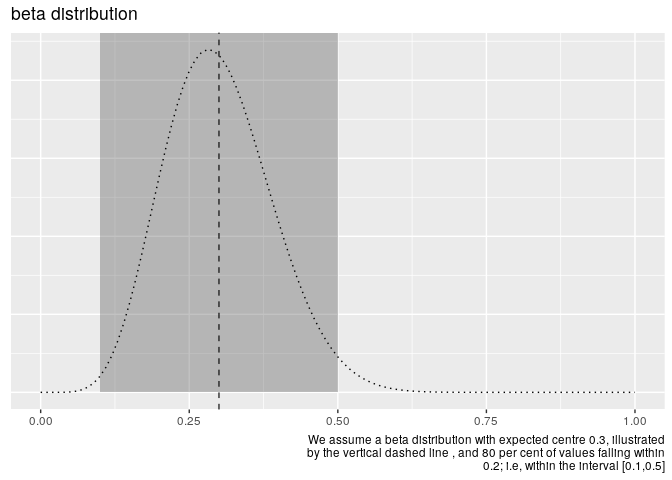 beta distribution
0.00 0.25 0.50 0.75 1.00
We assume a beta distribution with expected centre 0.3, illustrated
by the vertical dashed line , and 80 per cent of values falling within
0.2; i.e, within the interval [0.1,0.5]